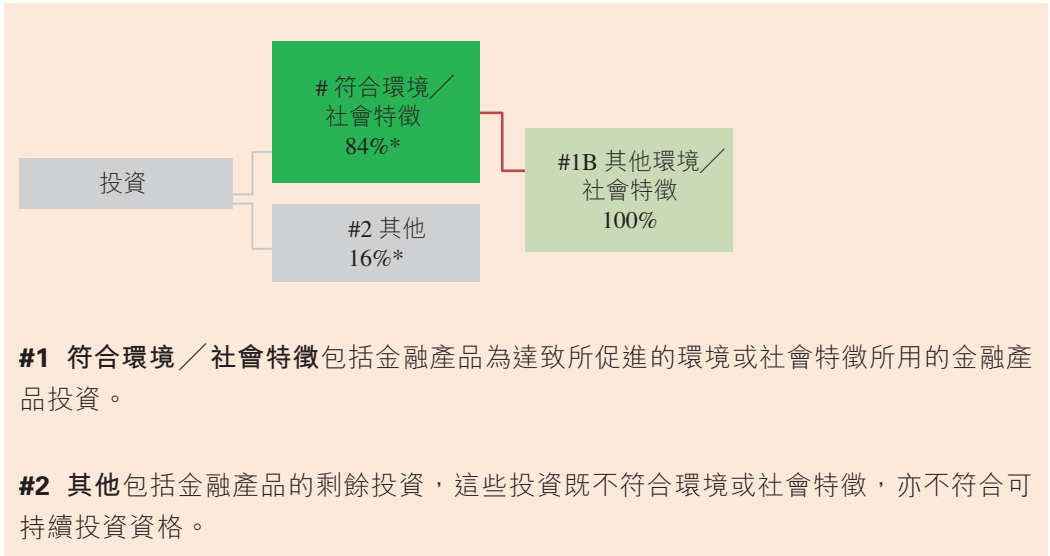 # 符合環境／
社會特徵
84%*
#1B 其他環境／
社會特徵
100%
投資
#2 其他
16%*
#1 符合環境／社會特徵包括金融產品為達致所促進的環境或社會特徵所用的金融產
品投資。
#2 其他包括金融產品的剩餘投資，這些投資既不符合環境或社會特徵，亦不符合可
持續投資資格。